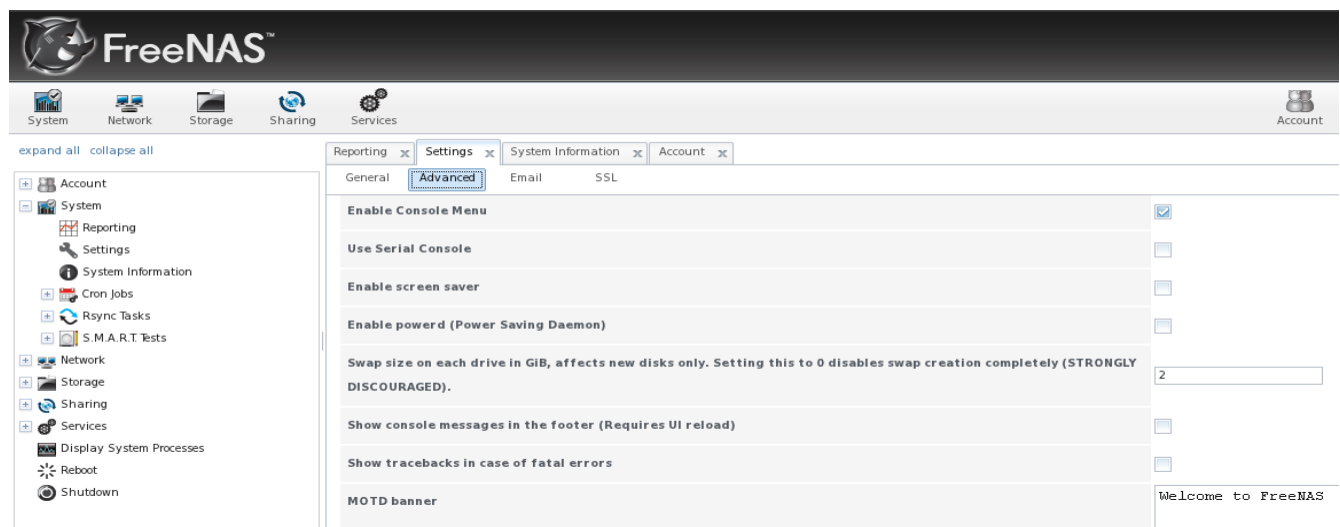 FreeNAS™
System
Network
Storage
Sharing
Services
Account
expand all collapse all
Account
System
Reporting
Settings
System Information
Cron Jobs
Rsync Tasks
S.M.A.R.T. Tests
Network
Storage
Sharing
Services
Display System Processes
Reboot
Shutdown
Reporting
Settings
System Information
Account
General
Advanced
Email
SSL
Enable Console Menu
Use Serial Console
Enable screen saver
Enable powerd (Power Saving Daemon)
Swap size on each drive in GiB, affects new disks only. Setting this to 0 disables swap creation completely (STRONGLY
DISCOURAGED).
2
Show console messages in the footer (Requires UI reload)
Show tracebacks in case of fatal errors
MOTD banner
Welcome to FreeNAS